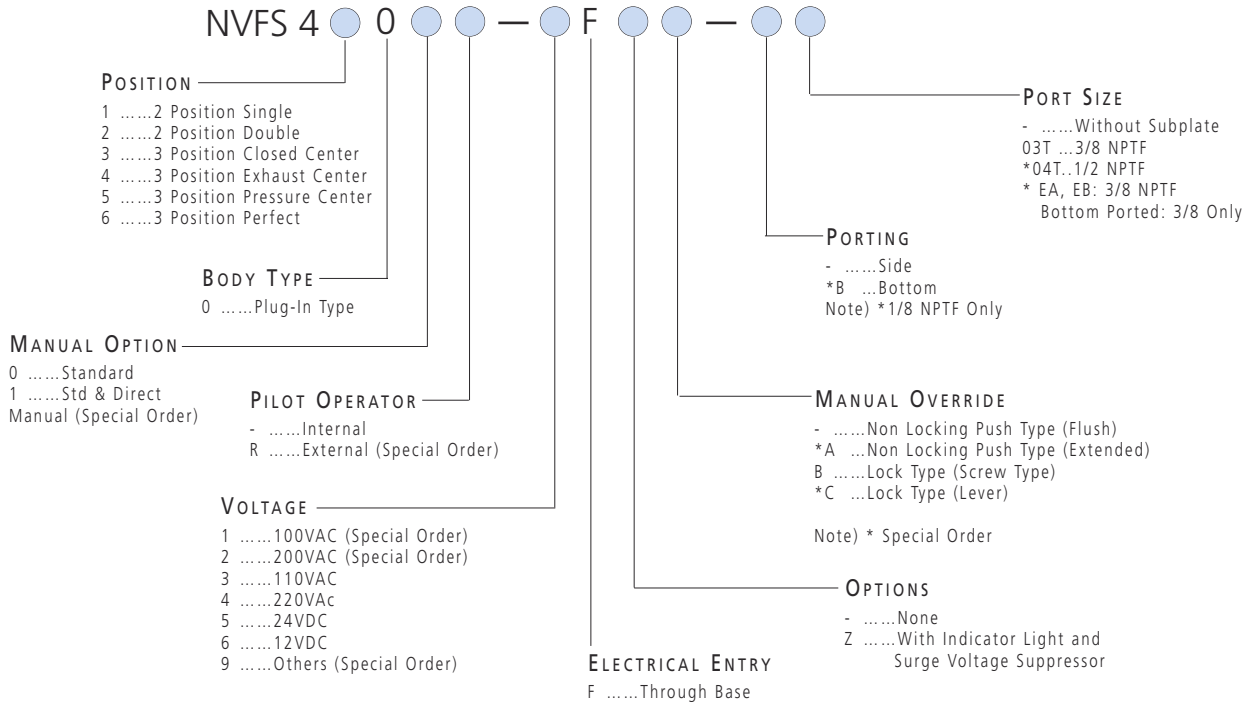 NVFS 4 0 — F —
POSITION
1 ......2 Position Single
2 ......2 Position Double
3 ......3 Position Closed Center
4 ......3 Position Exhaust Center
5 ......3 Position Pressure Center
6 ......3 Position Perfect
BODY TYPE
0 ......Plug-In Type
MANUAL OPTION
0 ......Standard
1 ......Std & Direct
Manual (Special Order)
PILOT OPERATOR
- ......Internal
R ......External (Special Order)
VOLTAGE
1 ......100VAC (Special Order)
2 ......200VAC (Special Order)
3 ......110VAC
4 ......220VAc
5 ......24VDC
6 ......12VDC
9 ......Others (Special Order)
ELECTRICAL ENTRY
F ......Through Base
OPTIONS
- ......None
Z ......With Indicator Light and
Surge Voltage Suppressor
MANUAL OVERRIDE
- ......Non Locking Push Type (Flush)
*A ...Non Locking Push Type (Extended)
B ......Lock Type (Screw Type)
*C ...Lock Type (Lever)
Note) * Special Order
PORTING
- ......Side
*B ...Bottom
Note) *1/8 NPTF Only
PORT SIZE
- ......Without Subplate
03T ...3/8 NPTF
*04T..1/2 NPTF
* EA, EB: 3/8 NPTF
Bottom Ported: 3/8 Only